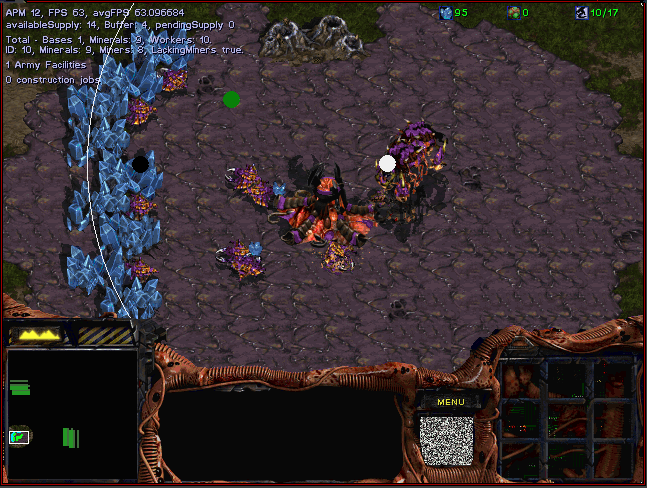 APM 12, FPS 63, avgFPS 63.095684
95
0
10/17
availableSupply: 14, Buffer: 4, pendingSupply 0
Total - Bases 1, Minerals: 9, Workers: 10.
ID: 10, Minerals: 9, Miners: 8, LackingMiners true.
1 Army Facilities
0 construction jobs
MENU